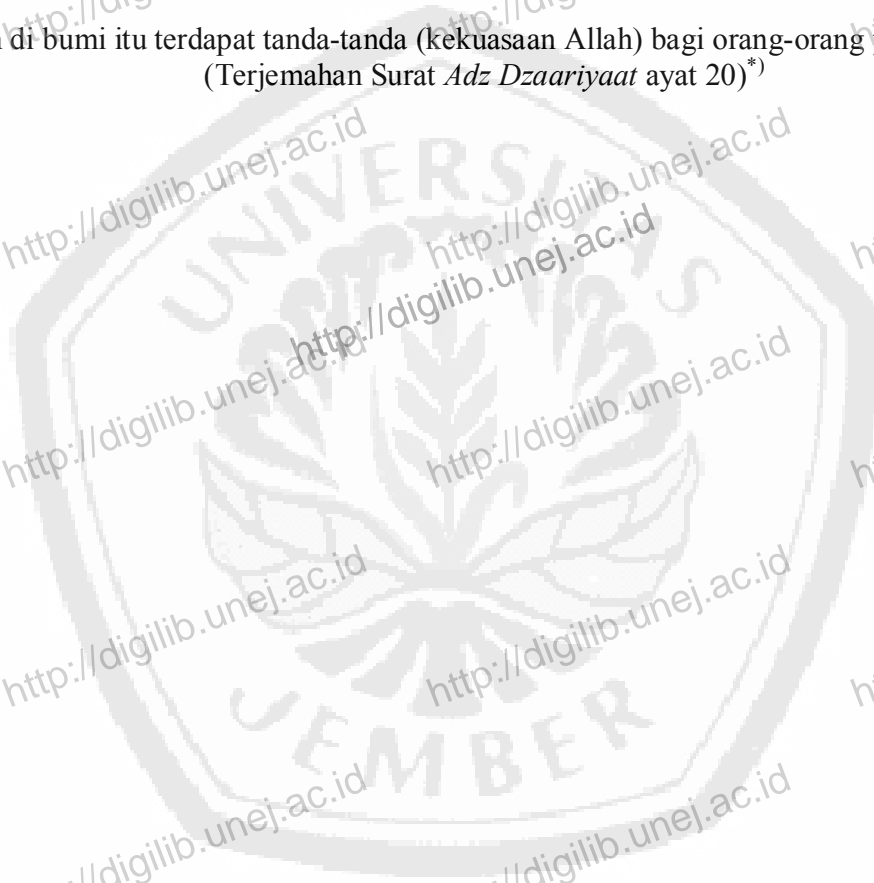 di bumi itu terdapat tanda-tanda (kekuasaan Allah) bagi orang-orang
(Terjemahan Surat Adz Dzaariyaat ayat 20)*)
http://digilib.unej.ac.id
http://digilib.unej.ac.id
http://digilib.unej.ac.id
UNIVERSITAS
http://digilib.unej.ac.id
http://digilib.unej.ac.id
http://digilib.unej.ac.id
http://digilib.unej.ac.id
JEMBER
://digilib.unej.ac.id
://digilib.unej.ac.id